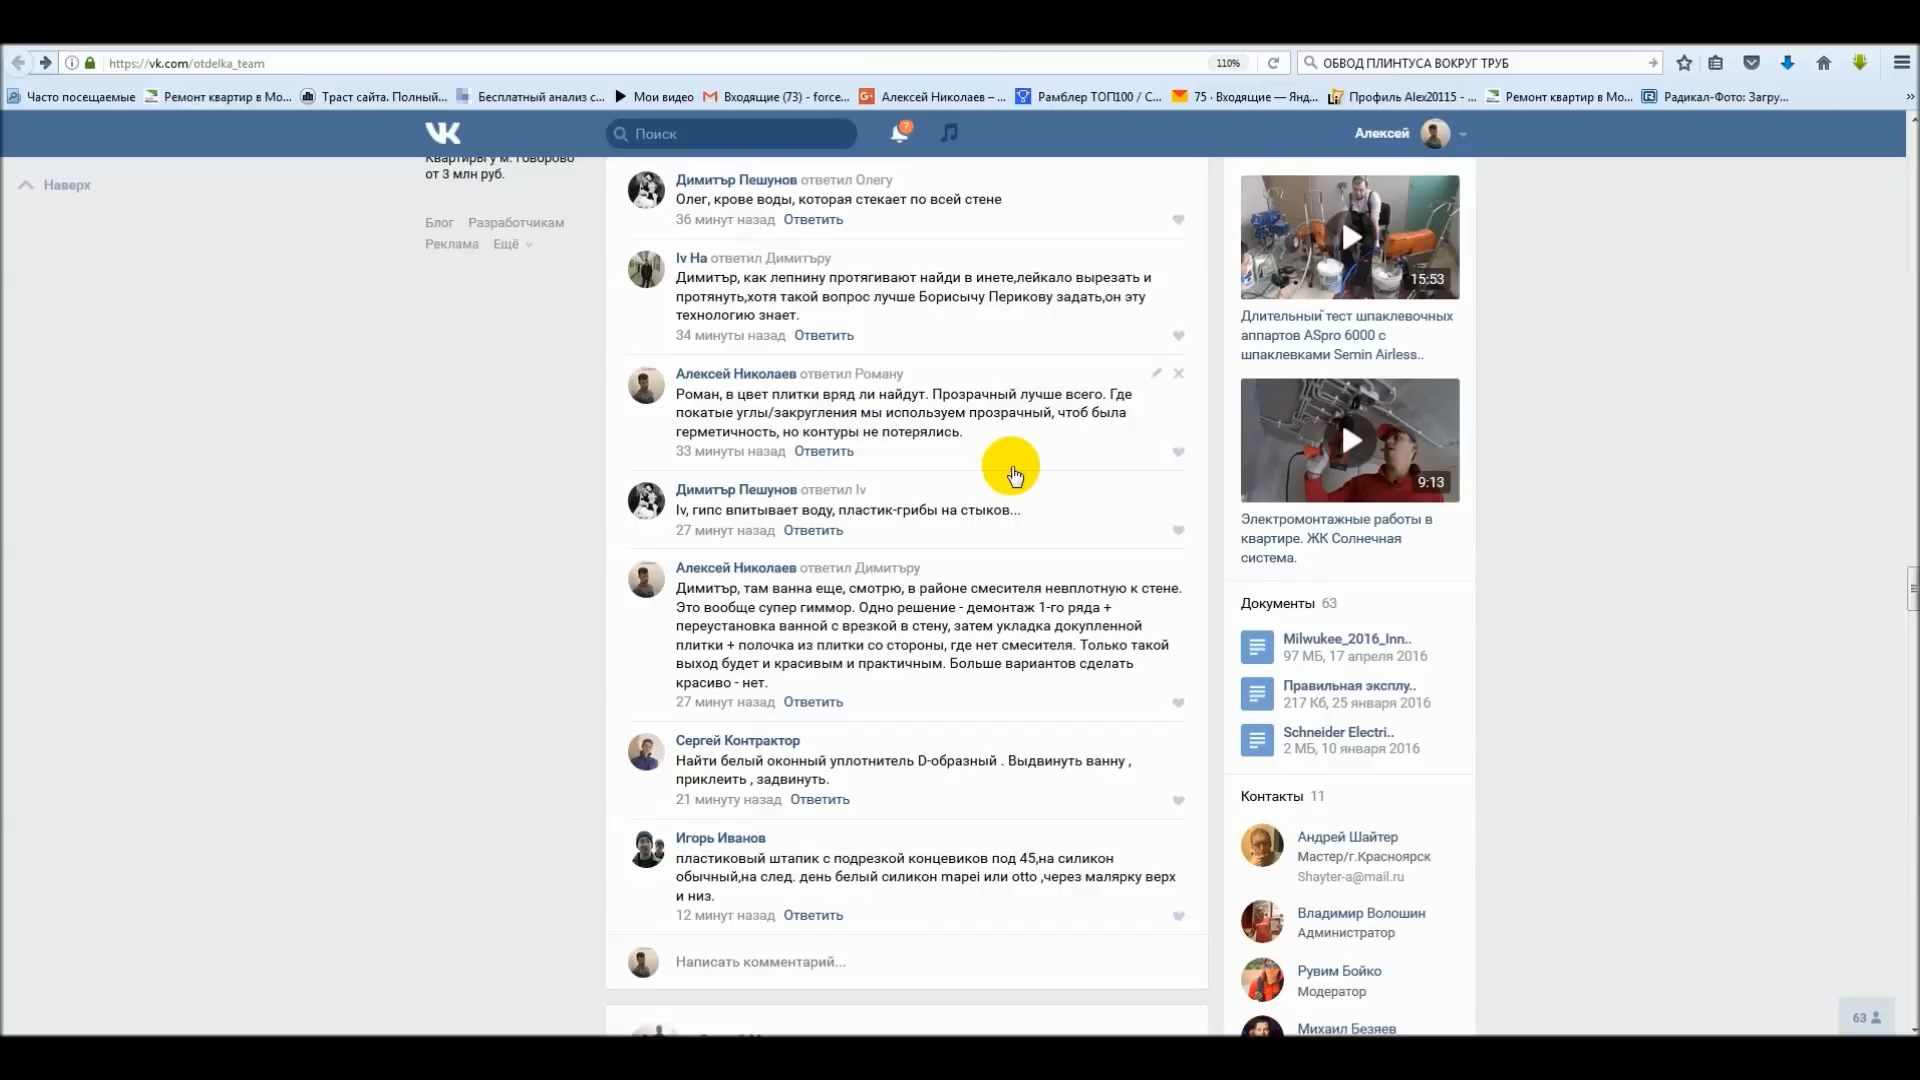 https://vk.com/otdelka_team
110%
ОБВОД ПЛИНТУСА ВОКРУГ ТРУБ
Часто посещаемые
Ремонт квартир в Мо...
Траст сайта. Полный...
Бесплатный анализ с...
Мои видео
Входящие (73) - force...
Алексей Николаев – ...
Рамблер ТОП100 / С...
75 · Входящие — Янд...
Профиль Alex20115 - ...
Ремонт квартир в Мо...
Радикал-Фото: Загру...
»
Поиск
7
Алексей
Наверх
Квартиры у м. Говорово
от 3 млн руб.
Блог Разработчикам
Реклама Ещё
Димитър Пешунов ответил Олегу
Олег, крове воды, которая стекает по всей стене
36 минут назад Ответить
Iv Ha ответил Димитъру
Димитър, как лепнину протягивают найди в инете,лейкало вырезать и
протянуть,хотя такой вопрос лучше Борисычу Перикову задать,он эту
технологию знает.
34 минуты назад Ответить
Алексей Николаев ответил Роману
Роман, в цвет плитки вряд ли найдут. Прозрачный лучше всего. Где
покатые углы/закругления мы используем прозрачный, чтоб была
герметичность, но контуры не потерялись.
33 минуты назад Ответить
Димитър Пешунов ответил Iv
Iv, гипс впитывает воду, пластик-грибы на стыков...
27 минут назад Ответить
Алексей Николаев ответил Димитъру
Димитър, там ванна еще, смотрю, в районе смесителя невплотную к стене.
Это вообще супер гиммор. Одно решение - демонтаж 1-го ряда +
переустановка ванной с врезкой в стену, затем укладка докупленной
плитки + полочка из плитки со стороны, где нет смесителя. Только такой
выход будет и красивым и практичным. Больше вариантов сделать
красиво - нет.
27 минут назад Ответить
Сергей Контрактор
Найти белый оконный уплотнитель D-образный . Выдвинуть ванну ,
приклеить , задвинуть.
21 минуту назад Ответить
Игорь Иванов
пластиковый штапик с подрезкой концевиков под 45,на силикон
обычный,на след. день белый силикон mapei или otto ,через малярку верх
и низ.
12 минут назад Ответить
Написать комментарий...
15:53
Длительный тест шпаклевочных
аппартов ASpro 6000 с
шпаклевками Semin Airless..
9:13
Электромонтажные работы в
квартире. ЖК Солнечная
система.
Документы 63
Milwukee_2016_Inn..
97 МБ, 17 апреля 2016
Правильная эксплу..
217 Кб, 25 января 2016
Schneider Electri..
2 МБ, 10 января 2016
Контакты 11
Андрей Шайтер
Мастер/г.Красноярск
Shayter-a@mail.ru
Владимир Волошин
Администратор
Рувим Бойко
Модератор
Михаил Безяев
63